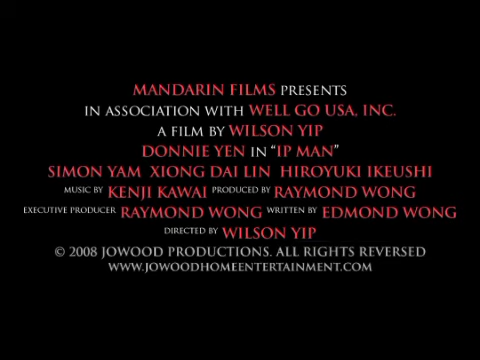 MANDARIN FILMS PRESENTS
IN ASSOCIATION WITH WELL GO USA, INC.
A FILM BY WILSON YIP
DONNIE YEN IN "IP MAN"
SIMON YAM XIONG DAI LIN HIROYUKI IKEUSHI
MUSIC BY KENJI KAWAI PRODUCED BY RAYMOND WONG
EXECUTIVE PRODUCER RAYMOND WONG WRITTEN BY EDMOND WONG
DIRECTED BY WILSON YIP
© 2008 JOWOOD PRODUCTIONS. ALL RIGHTS REVERSED
WWW.JOWOODHOMEENTERTAINMENT.COM